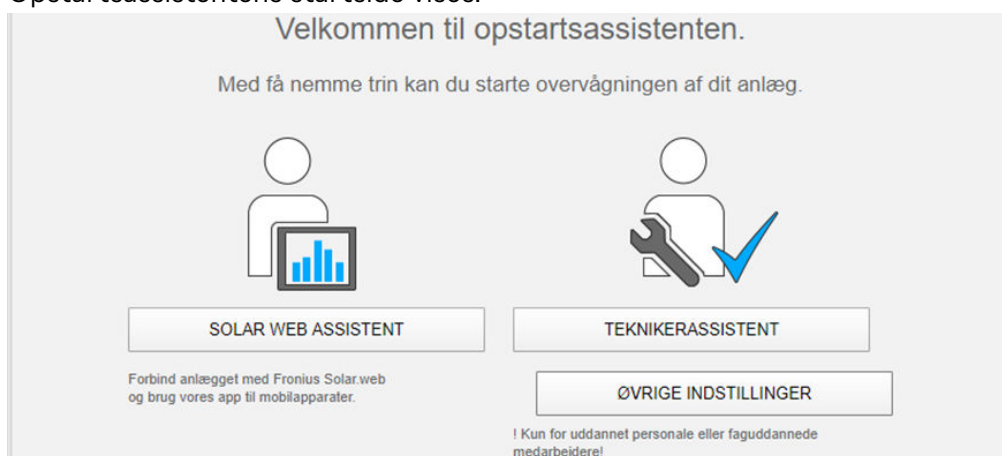 Velkommen til opstartsassistenten.
Med få nemme trin kan du starte overvågningen af dit anlæg.
SOLAR WEB ASSISTENT
Forbind anlægget med Fronius Solar.web
og brug vores app til mobilapparater.
TEKNIKERASSISTENT
ØVRIGE INDSTILLINGER
! Kun for uddannet personale eller faguddannede
medarbejdere!